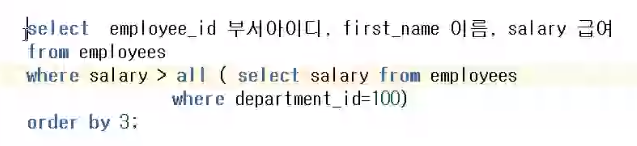 select employee_id 부서아이디, first_name 이름, salary 급여
from employees
where salary > all ( select salary from employees
where department_id=100)
order by 3;